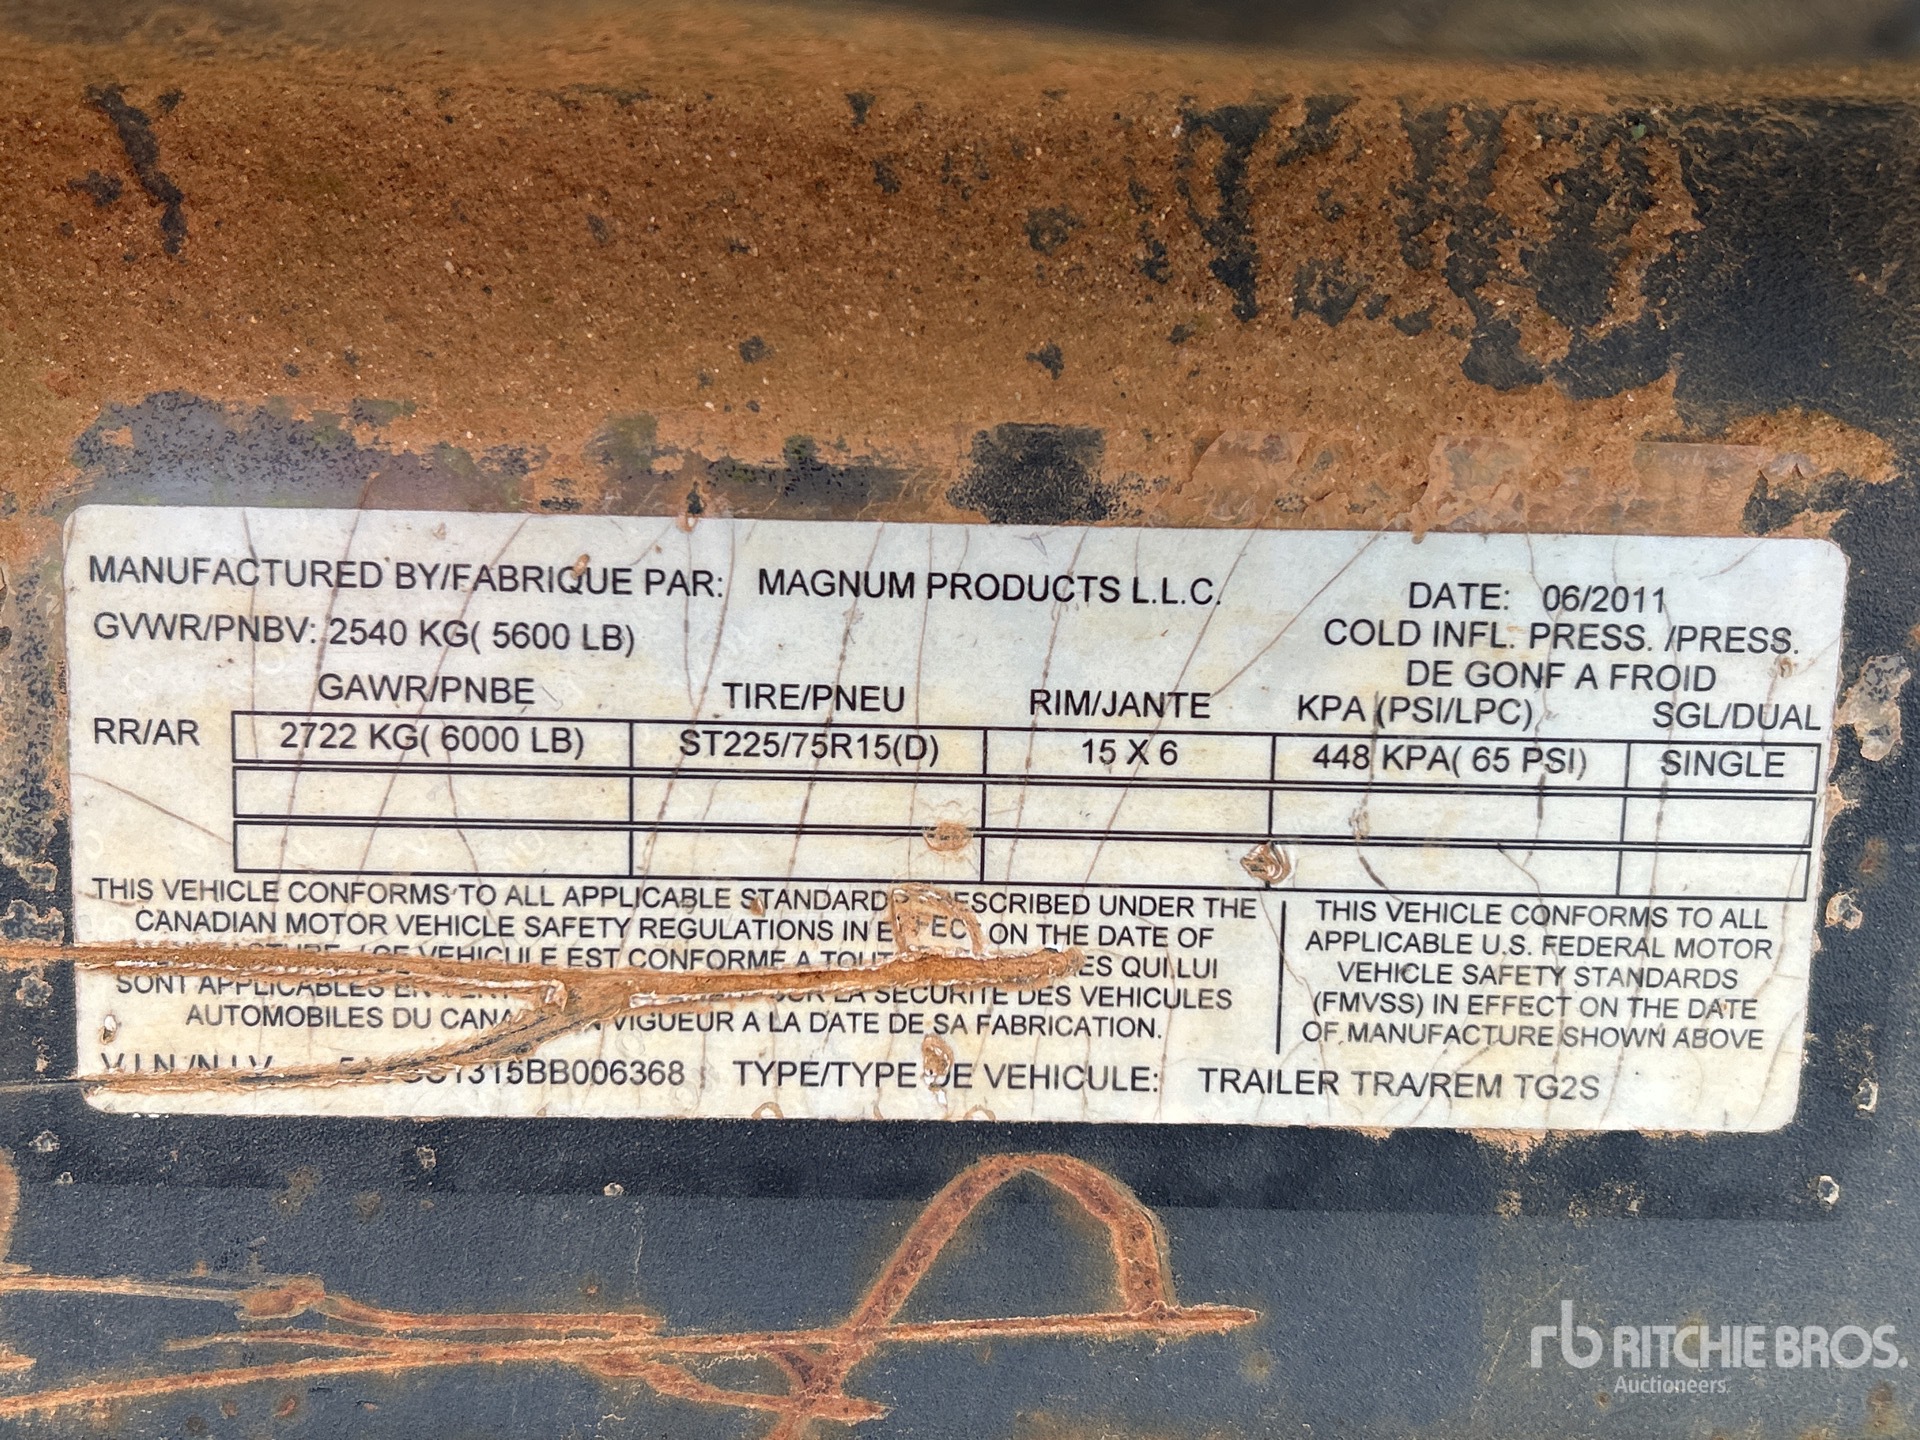 MANUFACTURED BY/FABRIQUE PAR: MAGNUM PRODUCTS L.L.C. DATE: 06/2011
GVWR/PNBV: 2540 KG( 5600 LB) COLD INFL. PRESS. /PRESS.
DE GONF A FROID
GAWR/PNBE TIRE/PNEU RIM/JANTE KPA (PSI/LPC) SGL/DUAL
RR/AR 2722 KG( 6000 LB) ST225/75R15(D) 15 X 6 448 KPA( 65 PSI) SINGLE
THIS VEHICLE CONFORMS TO ALL APPLICABLE UNDER THE
CANADIAN MOTOR VEHICLE SAFETY REGULATIONS IN ON THE DATE OF
VEHICULE EST CONFORME A QUI LUI
SONT APPLICABLES LA SECURITE DES VEHICULES
AUTOMOBILES DU VIGUEUR A LA DATE DE SA FABRICATION.
THIS VEHICLE CONFORMS TO ALL
APPLICABLE U.S. FEDERAL MOTOR
VEHICLE SAFETY STANDARDS
(FMVSS) IN EFFECT ON THE DATE
OF MANUFACTURE SHOWN ABOVE
V.I.N./N.I.V. TYPE/TYPE DE VEHICULE: TRAILER TRA/REM TG2S
rb RITCHIE BROS.
Auctioneers